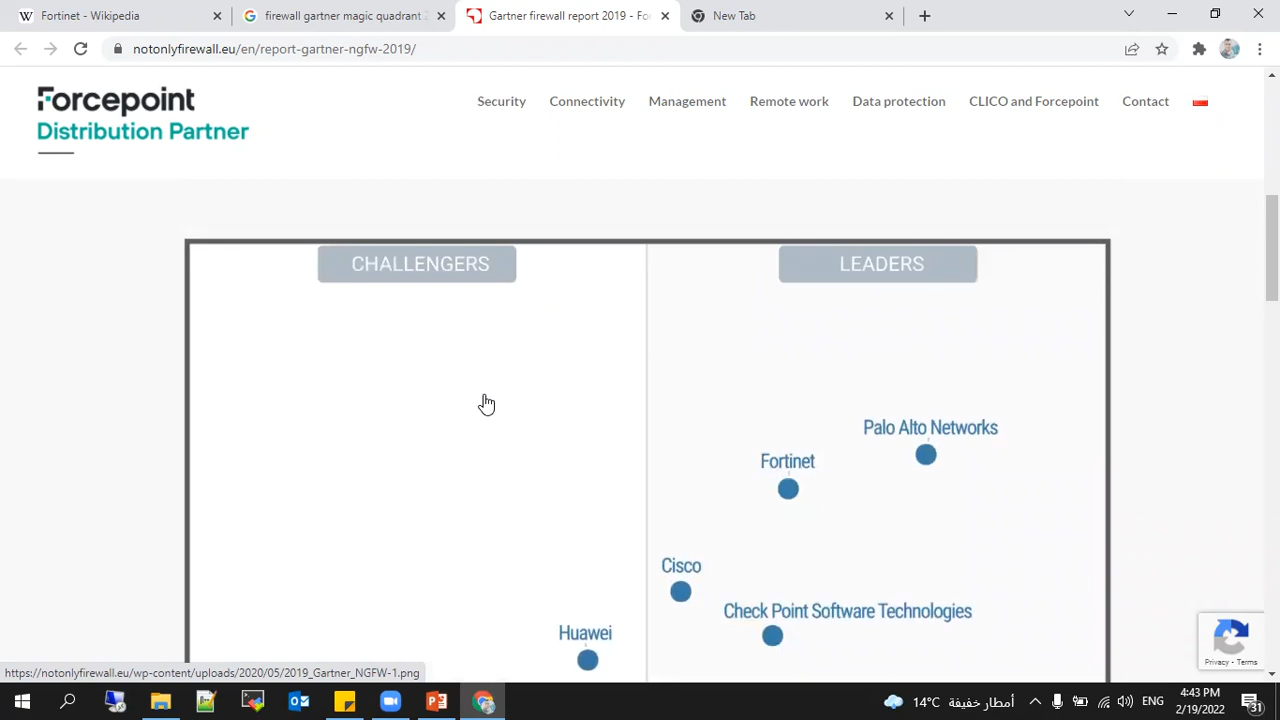 Fortinet - Wikipedia
firewall gartner magic quadrant 2
Gartner firewall report 2019 - Fo
New Tab
notonlyfirewall.eu/en/report-gartner-ngfw-2019/
Forcepoint
Distribution Partner
Security
Connectivity
Management
Remote work
Data protection
CLICO and Forcepoint
Contact
CHALLENGERS
LEADERS
Palo Alto Networks
Fortinet
Cisco
Check Point Software Technologies
Huawei
Privacy - Terms
https://notonlyfirewall.eu/wp-content/uploads/2020/05/2019_Gartner_NGFW-1.png
14°C أمطار خفيفة
ENG
4:43 PM
2/19/2022
31